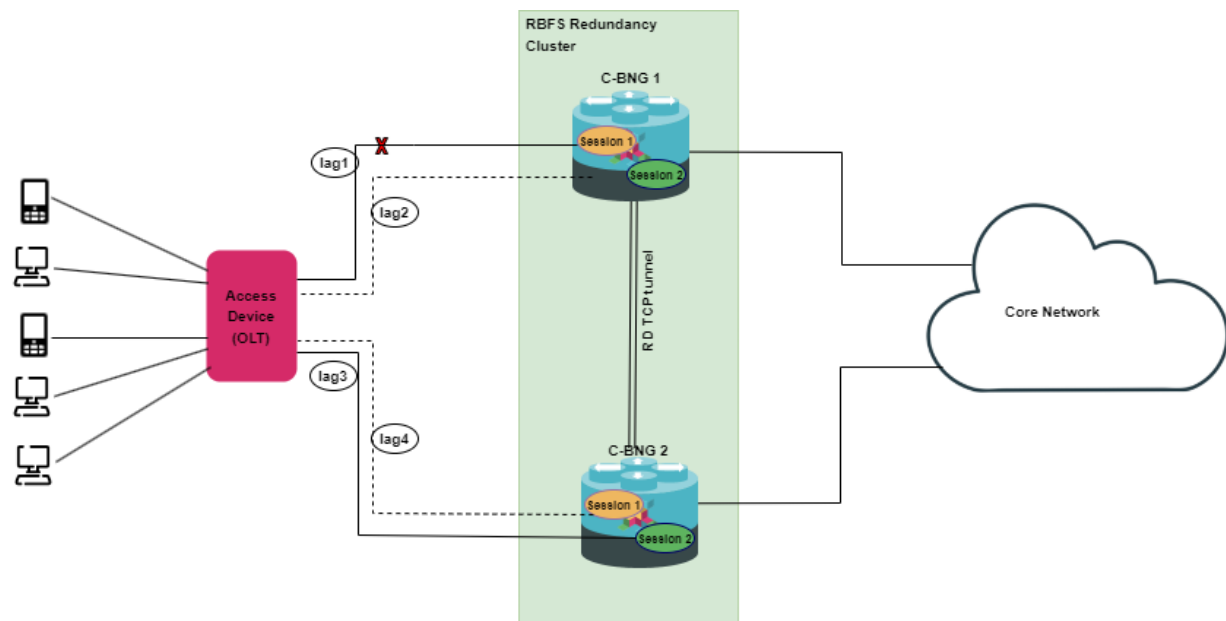 RBFS Redundancy
Cluster
C-BNG 1
Session 1
Session 2
lag1
lag2
Access
Device
(OLT)
RD TCP tunnel
Core Network
lag3
lag4
C-BNG 2
Session 1
Session 2